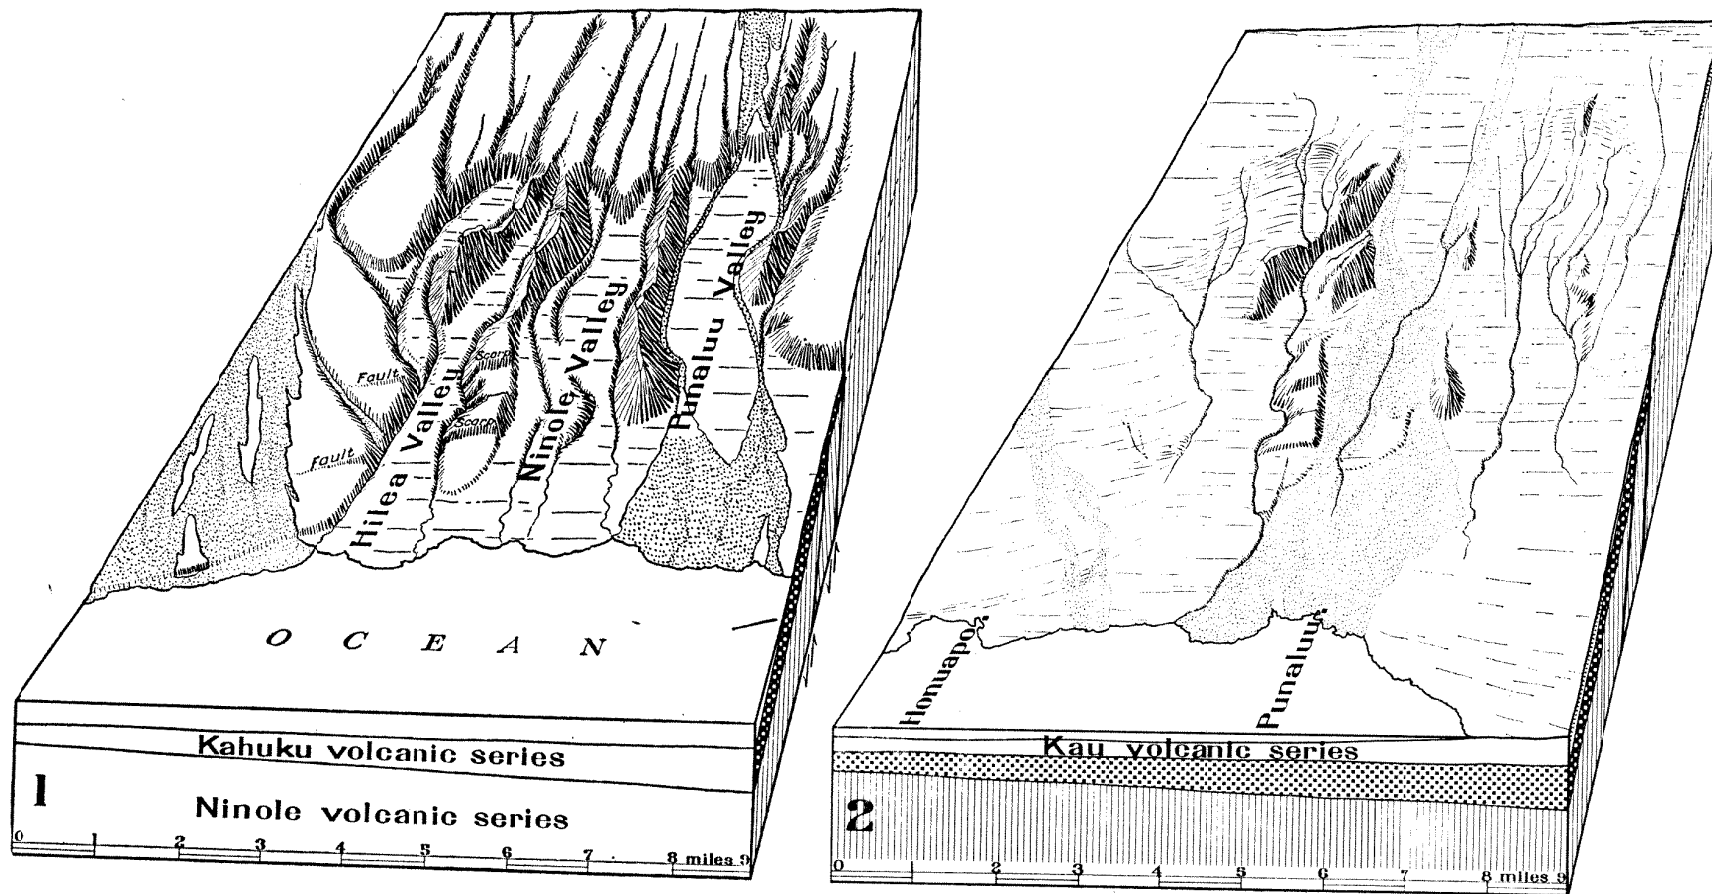 Fault
Fault
Scarp
Scarp
Hilea Valley
Ninole Valley
Punaluu Valley
OCEAN
Kahuku volcanic series
1
Ninole volcanic series
0 1 2 3 4 5 6 7 8 miles 9
Honuapo
Punaluu
Kau volcanic series
2
0 1 2 3 4 5 6 7 8 miles 9